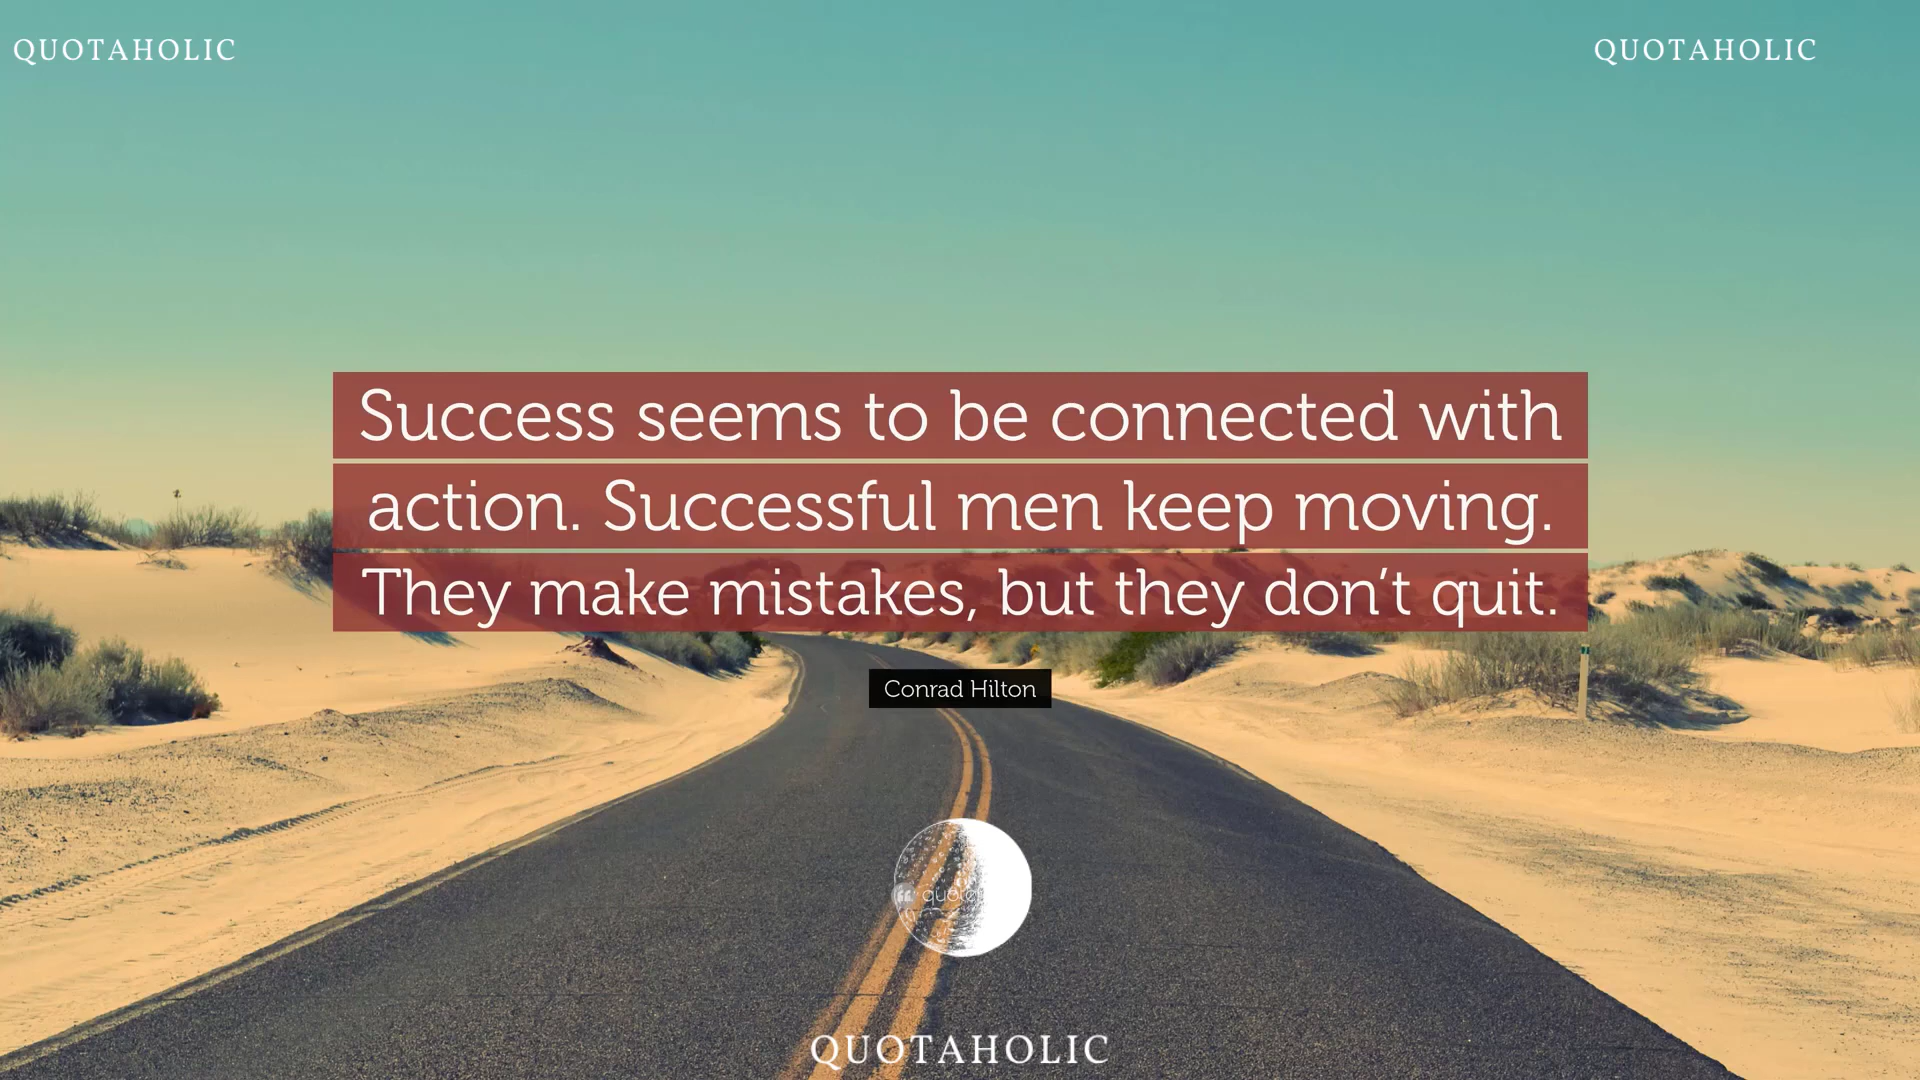 QUOTAHOLIC
QUOTAHOLIC
Success seems to be connected with
action. Successful men keep moving.
They make mistakes, but they don’t quit.
Conrad Hilton
QUOTAHOLIC